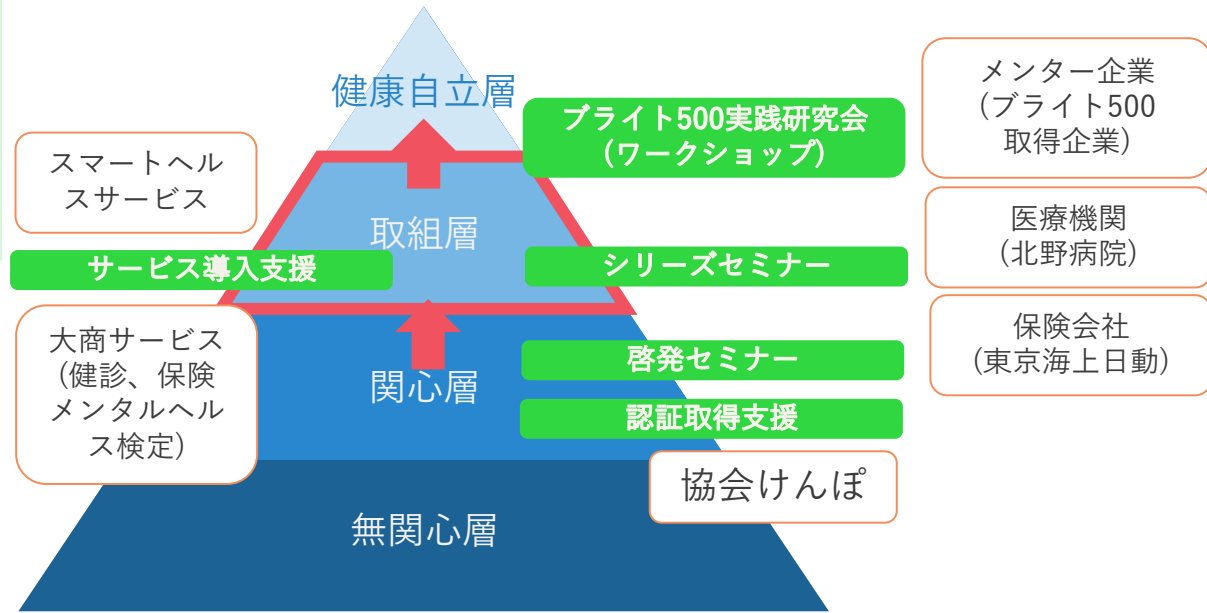 健康自立層
取組層
関心層
無関心層
スマートヘル
スサービス
サービス導入支援
大商サービス
(健診、保険
メンタルヘル
ス検定)
ブライト500実践研究会
(ワークショップ)
シリーズセミナー
啓発セミナー
認証取得支援
協会けんぽ
メンター企業
(ブライト500
取得企業)
医療機関
(北野病院)
保険会社
(東京海上日動)